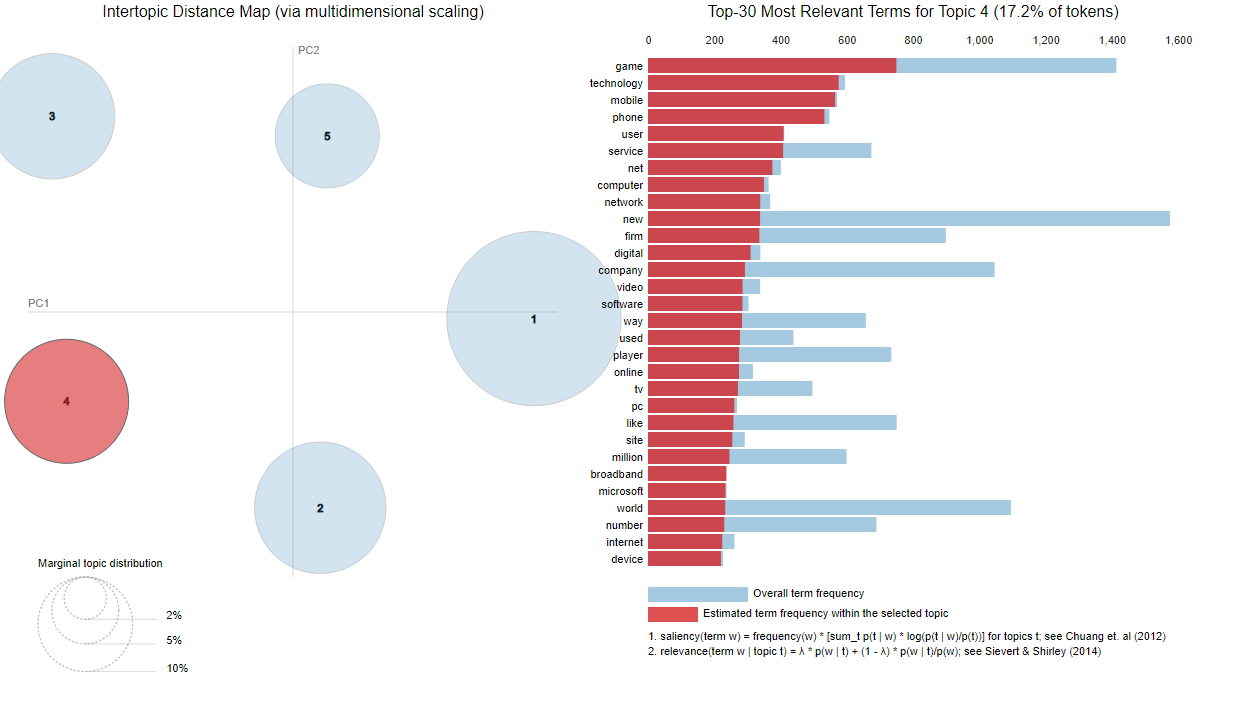 Intertopic Distance Map (via multidimensional scaling)
PC2
PC1
3
5
1
4
2
Marginal topic distribution
2%
5%
10%
Top-30 Most Relevant Terms for Topic 4 (17.2% of tokens)
0 200 400 600 800 1,000 1,200 1,400 1,600
game
technology
mobile
phone
user
service
net
computer
network
new
firm
digital
company
video
software
way
used
player
online
tv
pc
like
site
million
broadband
microsoft
world
number
internet
device
Overall term frequency
Estimated term frequency within the selected topic
1. saliency(term w) = frequency(w) * [sum_t p(t | w) * log(p(t | w)/p(t))] for topics t; see Chuang et. al (2012)
2. relevance(term w | topic t) = λ * p(w | t) + (1 - λ) * p(w | t)/p(w); see Sievert & Shirley (2014)